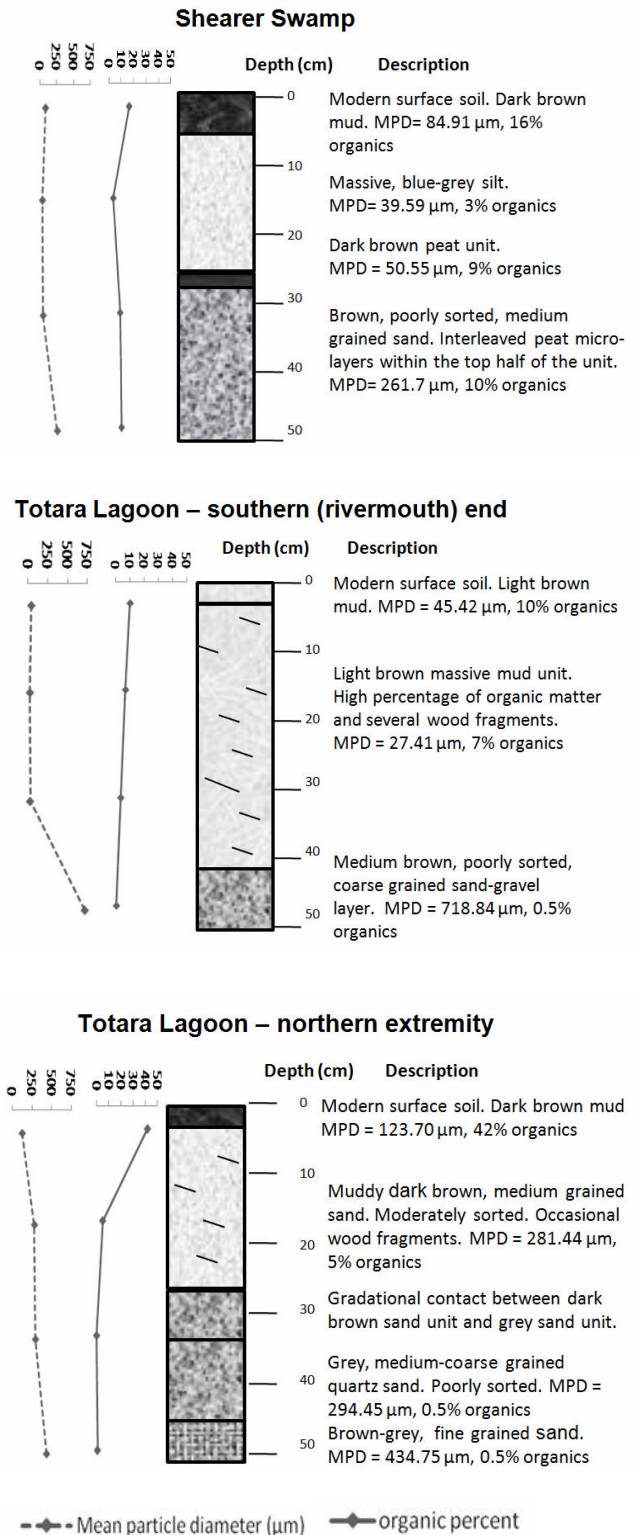 Shearer Swamp
0 250 500 750
0 10 20 30 40 50
Depth (cm) Description
0
10
20
30
40
50
Modern surface soil. Dark brown
mud. MPD= 84.91 µm, 16%
organics
Massive, blue-grey silt.
MPD= 39.59 µm, 3% organics
Dark brown peat unit.
MPD = 50.55 µm, 9% organics
Brown, poorly sorted, medium
grained sand. Interleaved peat micro-
layers within the top half of the unit.
MPD= 261.7 µm, 10% organics
Totara Lagoon – southern (rivermouth) end
0 250 500 750
0 10 20 30 40 50
Depth (cm) Description
0
10
20
30
40
50
Modern surface soil. Light brown
mud. MPD = 45.42 µm, 10% organics
Light brown massive mud unit.
High percentage of organic matter
and several wood fragments.
MPD = 27.41 µm, 7% organics
Medium brown, poorly sorted,
coarse grained sand-gravel
layer. MPD = 718.84 µm, 0.5%
organics
Totara Lagoon – northern extremity
0 250 500 750
0 10 20 30 40 50
Depth (cm) Description
0
10
20
30
40
50
Modern surface soil. Dark brown mud
MPD = 123.70 µm, 42% organics
Muddy dark brown, medium grained
sand. Moderately sorted. Occasional
wood fragments. MPD = 281.44 µm,
5% organics
Gradational contact between dark
brown sand unit and grey sand unit.
Grey, medium-coarse grained
quartz sand. Poorly sorted. MPD =
294.45 µm, 0.5% organics
Brown-grey, fine grained sand.
MPD = 434.75 µm, 0.5% organics
Mean particle diameter (µm) organic percent